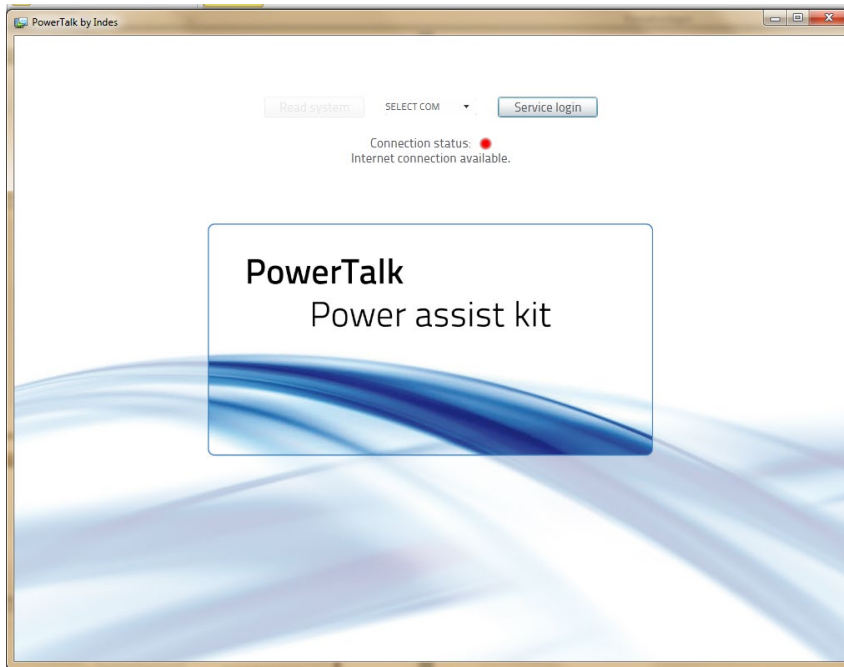 PowerTalk by Indes
Read system SELECT COM Service login
Connection status:
Internet connection available.
PowerTalk
Power assist kit